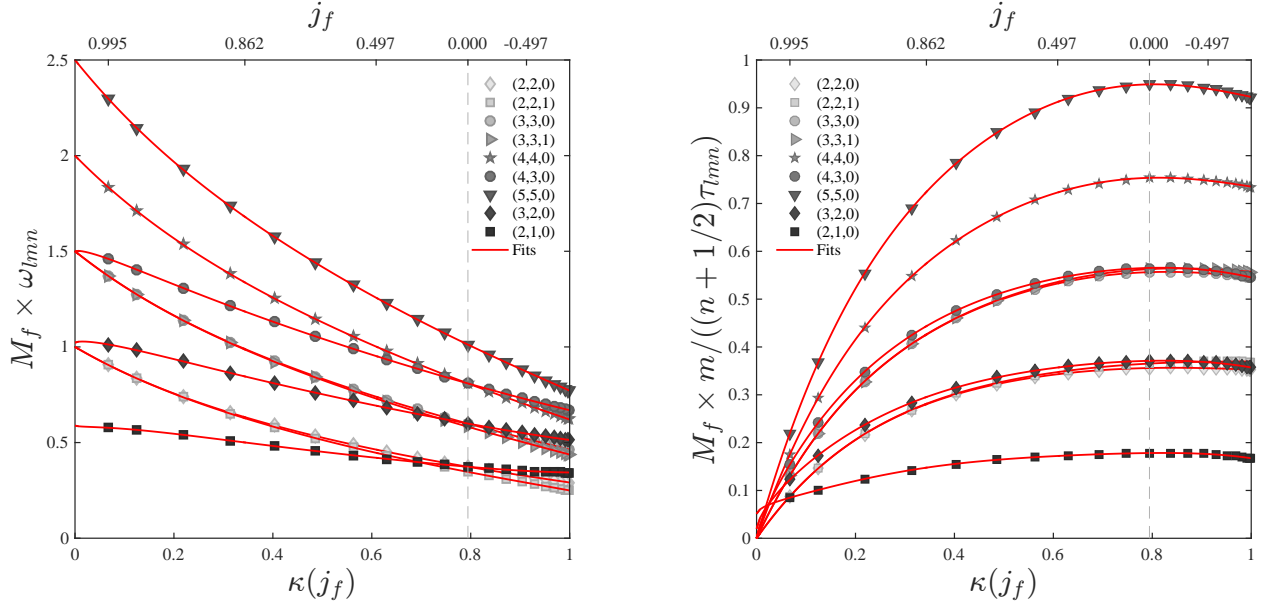 j_f
0.995 0.862 0.497 0.000 -0.497
2.5
2
1.5
1
0.5
0
M_f × ω_{lmn}
(2,2,0)
(2,2,1)
(3,3,0)
(3,3,1)
(4,4,0)
(4,3,0)
(5,5,0)
(3,2,0)
(2,1,0)
Fits
0 0.2 0.4 0.6 0.8 1
κ(j_f)
j_f
0.995 0.862 0.497 0.000 -0.497
1
0.9
0.8
0.7
0.6
0.5
0.4
0.3
0.2
0.1
0
M_f × m/((n + 1/2)τ_{lmn})
(2,2,0)
(2,2,1)
(3,3,0)
(3,3,1)
(4,4,0)
(4,3,0)
(5,5,0)
(3,2,0)
(2,1,0)
Fits
0 0.2 0.4 0.6 0.8 1
κ(j_f)